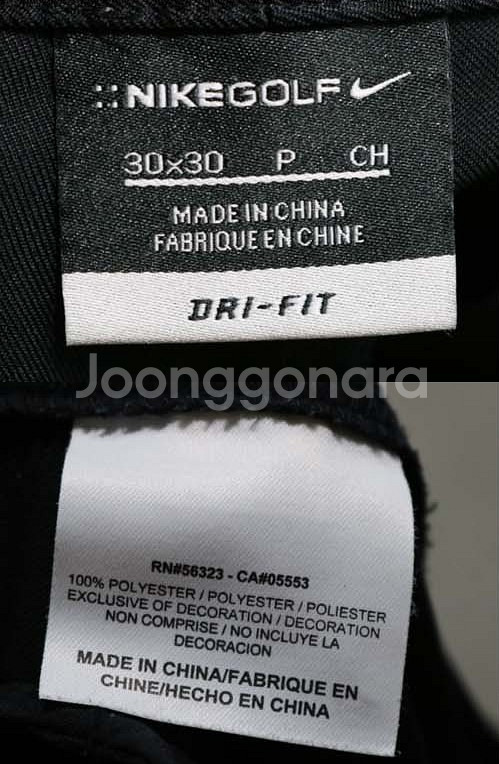 NIKEGOLF
30x30 P CH
MADE IN CHINA
FABRIQUE EN CHINE
DRI-FIT
Joonggonara
RN#56323 - CA#05553
100% POLYESTER / POLYESTER / POLIESTER
EXCLUSIVE OF DECORATION / DECORATION
NON COMPRISE / NO INCLUYE LA
DECORACION
MADE IN CHINA/FABRIQUE EN
CHINE/HECHO EN CHINA